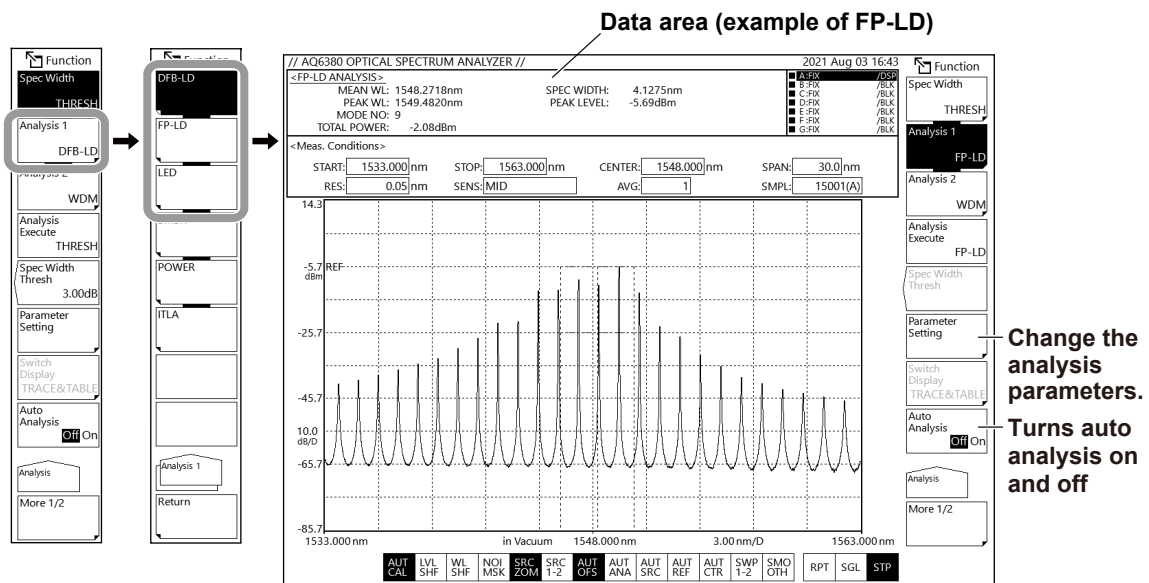 Data area (example of FP-LD)
Function
Spec Width
THRESH
Analysis 1
DFB-LD
WDM
Analysis
Execute
THRESH
Spec Width
Thresh
3.00dB
Parameter
Setting
Switch
Display
TRACE&TABLE
Auto
Analysis
Off On
Analysis
More 1/2
DFB-LD
FP-LD
LED
POWER
ITLA
Analysis 1
Return
// AQ6380 OPTICAL SPECTRUM ANALYZER // 2021 Aug 03 16:43
<FP-LD ANALYSIS>
MEAN WL: 1548.2718nm SPEC WIDTH: 4.1275nm
PEAK WL: 1549.4820nm PEAK LEVEL: -5.69dBm
MODE NO: 9
TOTAL POWER: -2.08dBm
A:FIX /DSP
B:FIX /BLK
C:FIX /BLK
D:FIX /BLK
E:FIX /BLK
F:FIX /BLK
G:FIX /BLK
<Meas. Conditions>
START: 1533.000 nm STOP: 1563.000 nm CENTER: 1548.000 nm SPAN: 30.0 nm
RES: 0.05 nm SENS: MID AVG: 1 SMPL: 15001(A)
14.3
-5.7 REF
dBm
-25.7
-45.7
10.0
dB/D
-65.7
-85.7
1533.000 nm in Vacuum 1548.000 nm 3.00 nm/D 1563.000 nm
AUT CAL
LVL SHF
WL SHF
NOI MSK
SRC ZOM
SRC 1-2
AUT OFS
AUT ANA
AUT SRC
AUT REF
AUT CTR
SWP 1-2
SMO OTH
RPT
SGL
STP
Function
Spec Width
THRESH
Analysis 1
FP-LD
Analysis 2
WDM
Analysis
Execute
FP-LD
Spec Width
Thresh
Parameter
Setting
Switch
Display
TRACE&TABLE
Auto
Analysis
Off On
Analysis
More 1/2
Change the
analysis
parameters.
Turns auto
analysis on
and off